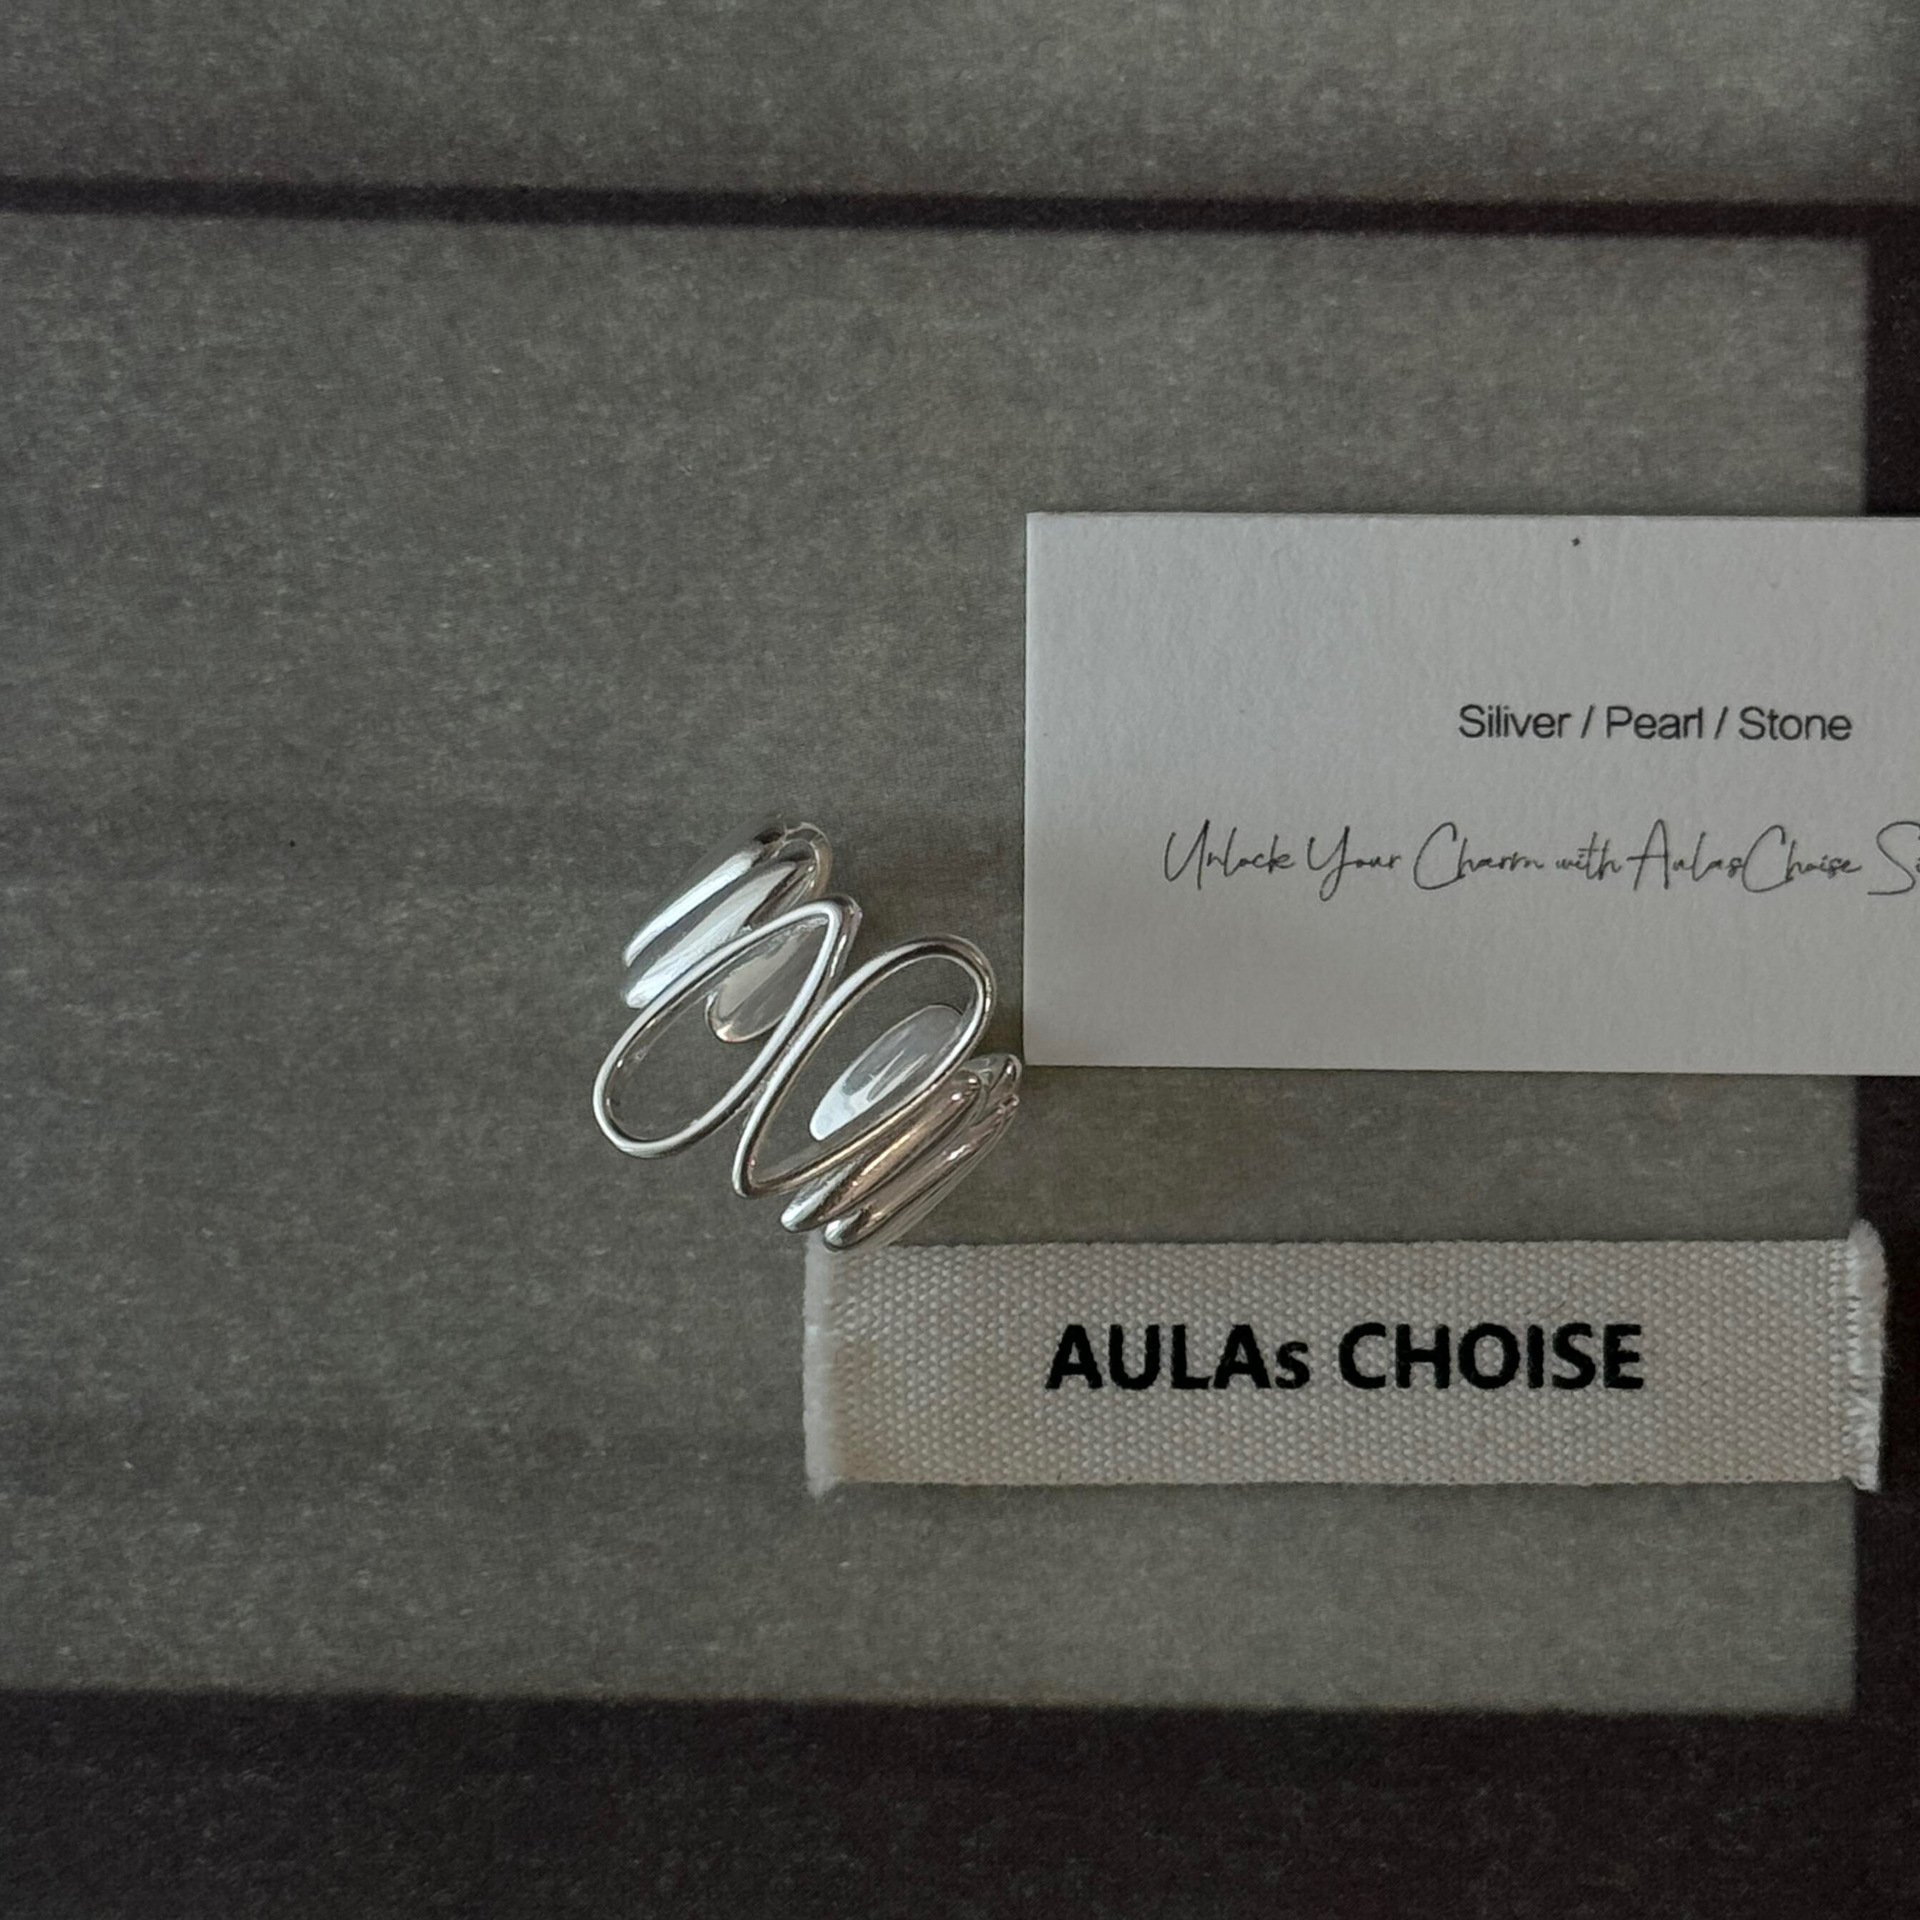 Siliver / Pearl / Stone
Unlock Your Charm with AulasChoise
AULAs CHOISE